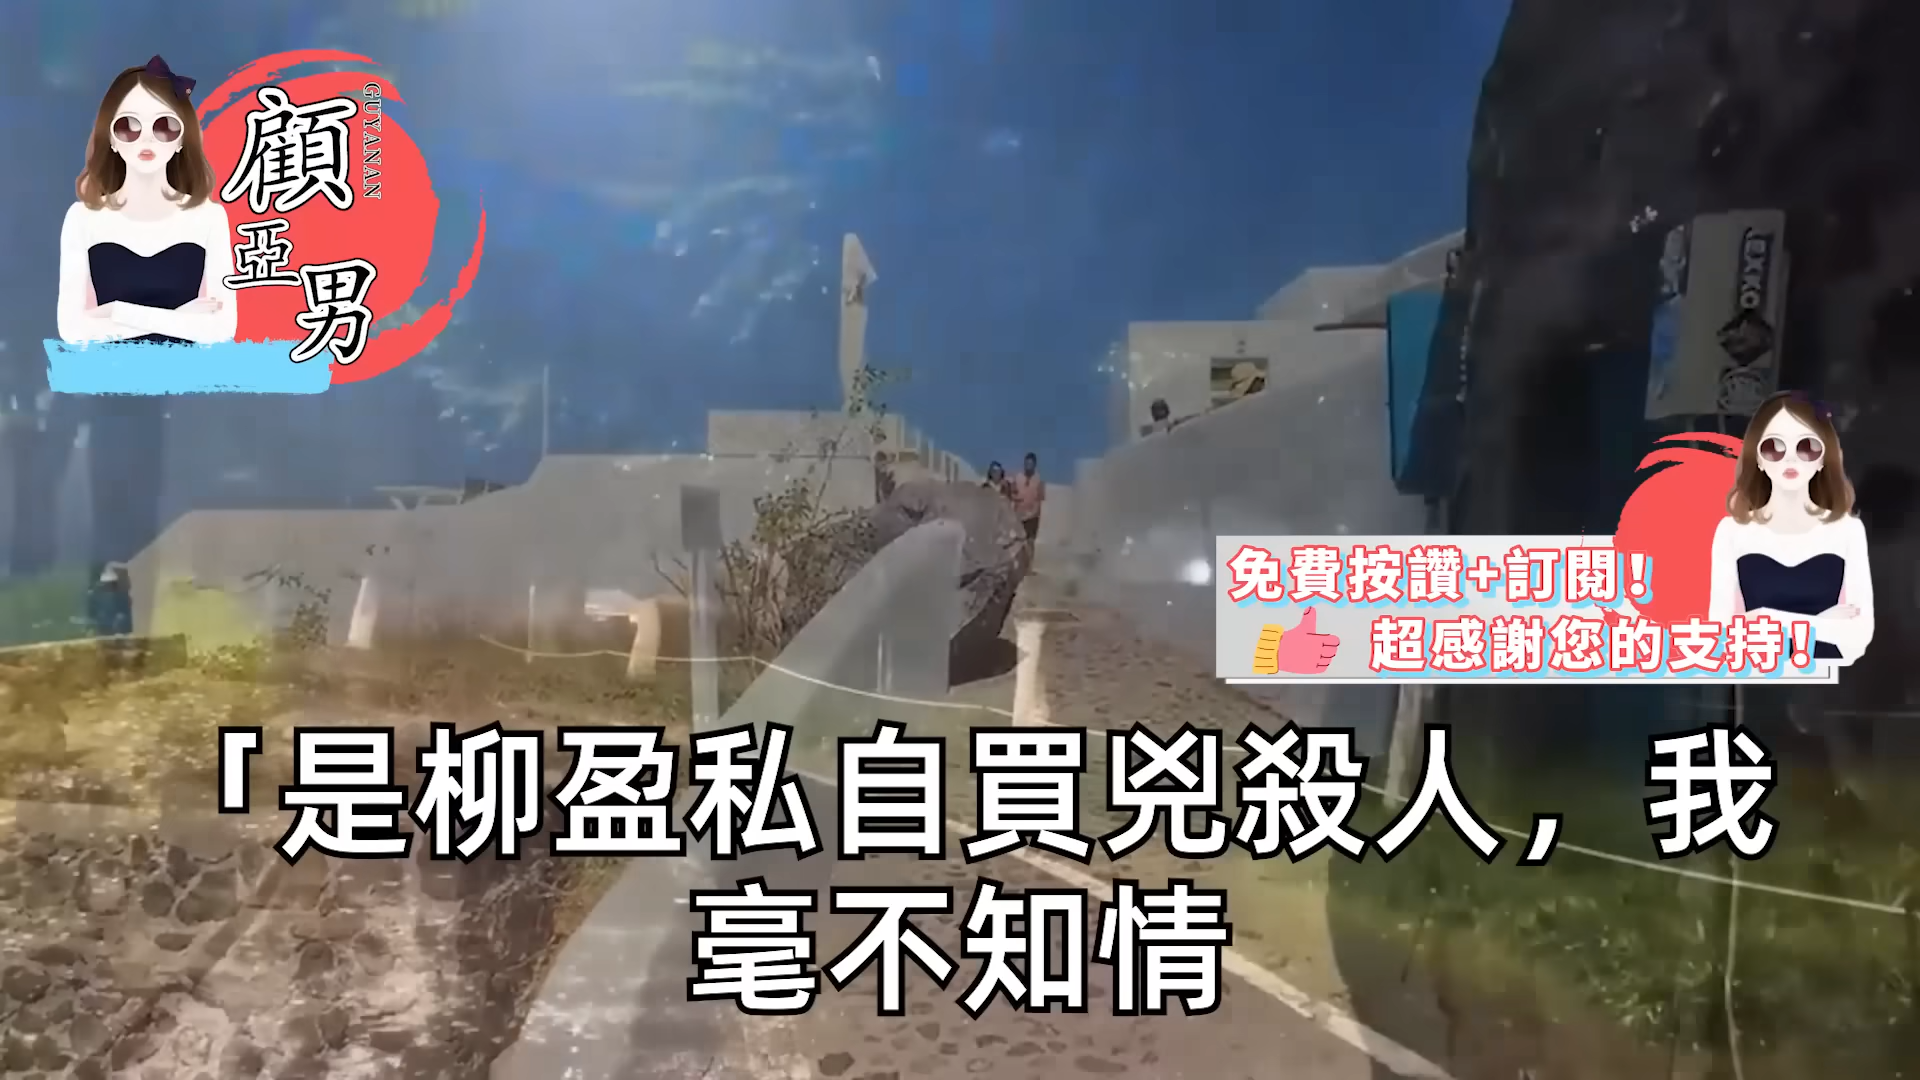 顧亞男
GUYANAN
EXKO
免費按讚+訂閱!
超感謝您的支持!
「是柳盈私自買兇殺人，我
毫不知情